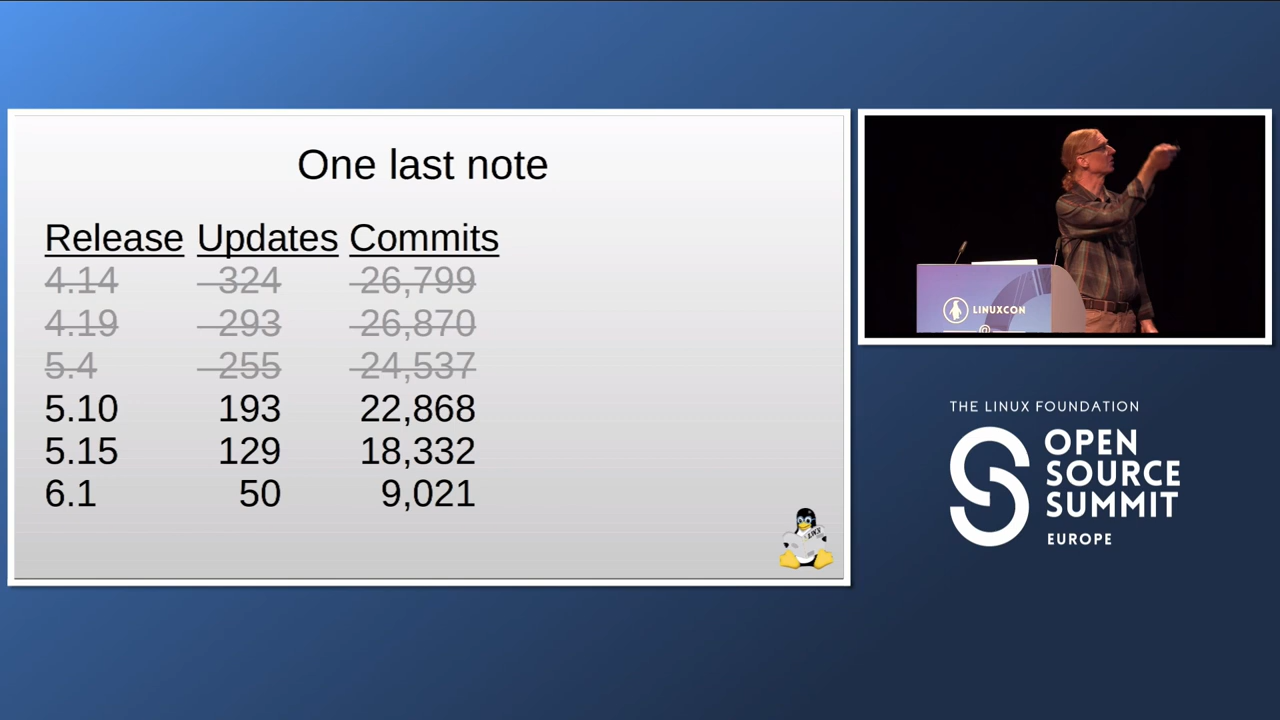 One last note
Release Updates Commits
4.14 324 26,799
4.19 293 26,870
5.4 255 24,537
5.10 193 22,868
5.15 129 18,332
6.1 50 9,021
LINUXCON
@
THE LINUX FOUNDATION
OPEN
SOURCE
SUMMIT
EUROPE